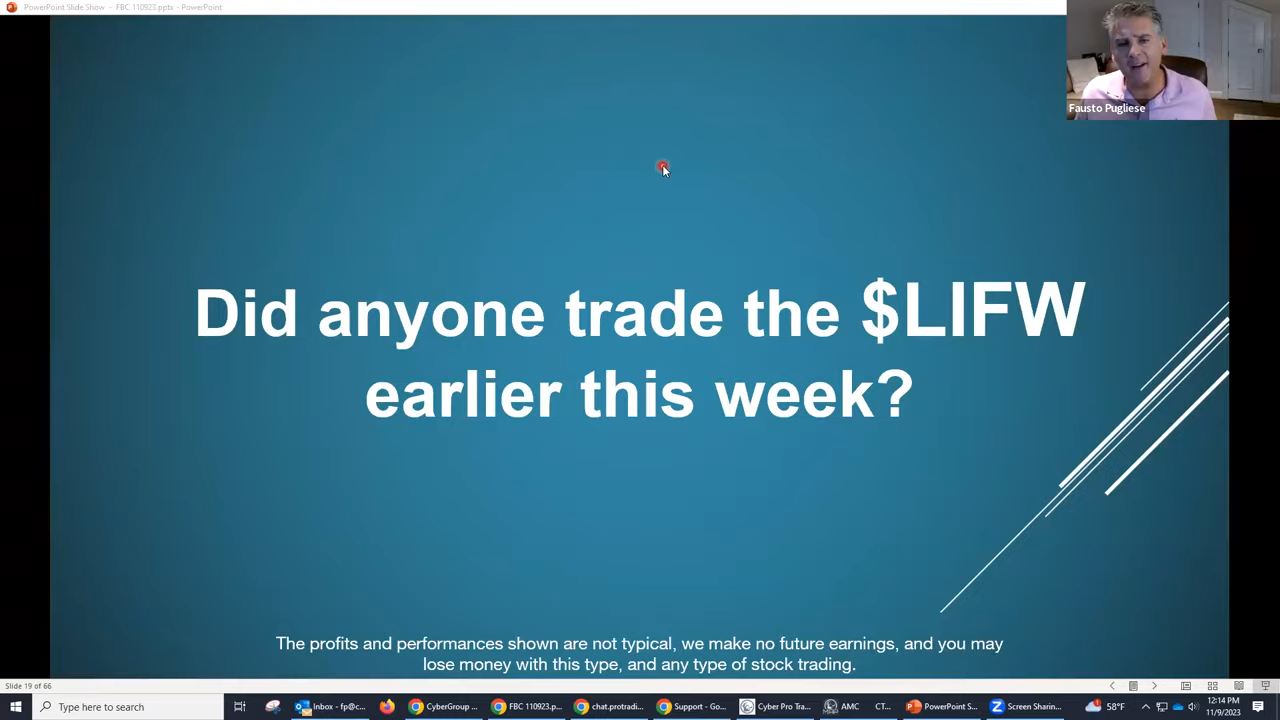 PowerPoint Slide Show - FBC 110923.pptx - PowerPoint
Fausto Pugliese
Did anyone trade the $LIFW
earlier this week?
The profits and performances shown are not typical, we make no future earnings, and you may
lose money with this type, and any type of stock trading.
Slide 19 of 66
Type here to search
Inbox - fp@c...
CyberGroup ...
FBC 110923.p...
chat.protradi...
Support - Go...
Cyber Pro Tra...
AMC CT...
PowerPoint S...
Screen Sharin...
58°F
12:14 PM
11/9/2023